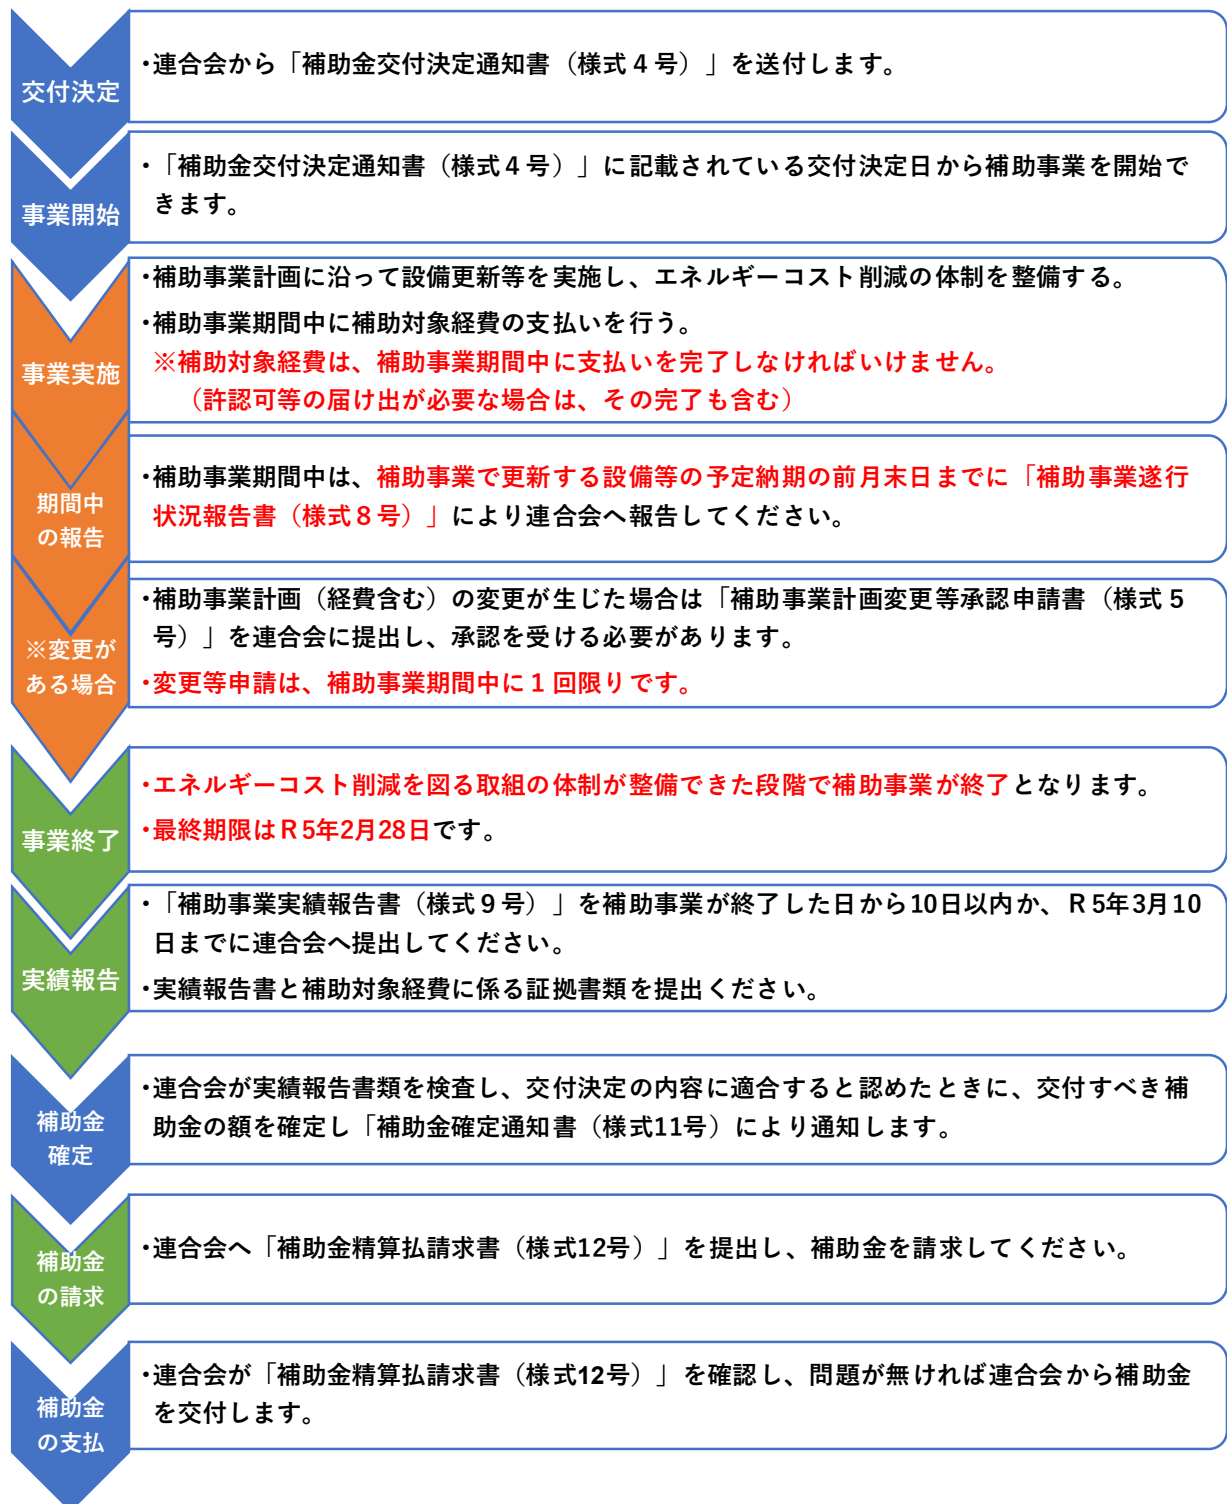 交付決定
・連合会から「補助金交付決定通知書（様式４号）」を送付します。
事業開始
・「補助金交付決定通知書（様式４号）」に記載されている交付決定日から補助事業を開始で
きます。
事業実施
・補助事業計画に沿って設備更新等を実施し、エネルギーコスト削減の体制を整備する。
・補助事業期間中に補助対象経費の支払いを行う。
※補助対象経費は、補助事業期間中に支払いを完了しなければいけません。
（許認可等の届け出が必要な場合は、その完了も含む）
期間中
の報告
・補助事業期間中は、補助事業で更新する設備等の予定納期の前月末日までに「補助事業遂行
状況報告書（様式８号）」により連合会へ報告してください。
※変更が
ある場合
・補助事業計画（経費含む）の変更が生じた場合は「補助事業計画変更等承認申請書（様式５
号）」を連合会に提出し、承認を受ける必要があります。
・変更等申請は、補助事業期間中に１回限りです。
事業終了
・エネルギーコスト削減を図る取組の体制が整備できた段階で補助事業が終了となります。
・最終期限はＲ5年2月28日です。
実績報告
・「補助事業実績報告書（様式９号）」を補助事業が終了した日から10日以内か、Ｒ5年3月10
日までに連合会へ提出してください。
・実績報告書と補助対象経費に係る証拠書類を提出ください。
補助金
確定
・連合会が実績報告書類を検査し、交付決定の内容に適合すると認めたときに、交付すべき補
助金の額を確定し「補助金確定通知書（様式11号）により通知します。
補助金
の請求
・連合会へ「補助金精算払請求書（様式12号）」を提出し、補助金を請求してください。
補助金
の支払
・連合会が「補助金精算払請求書（様式12号）」を確認し、問題が無ければ連合会から補助金
を交付します。